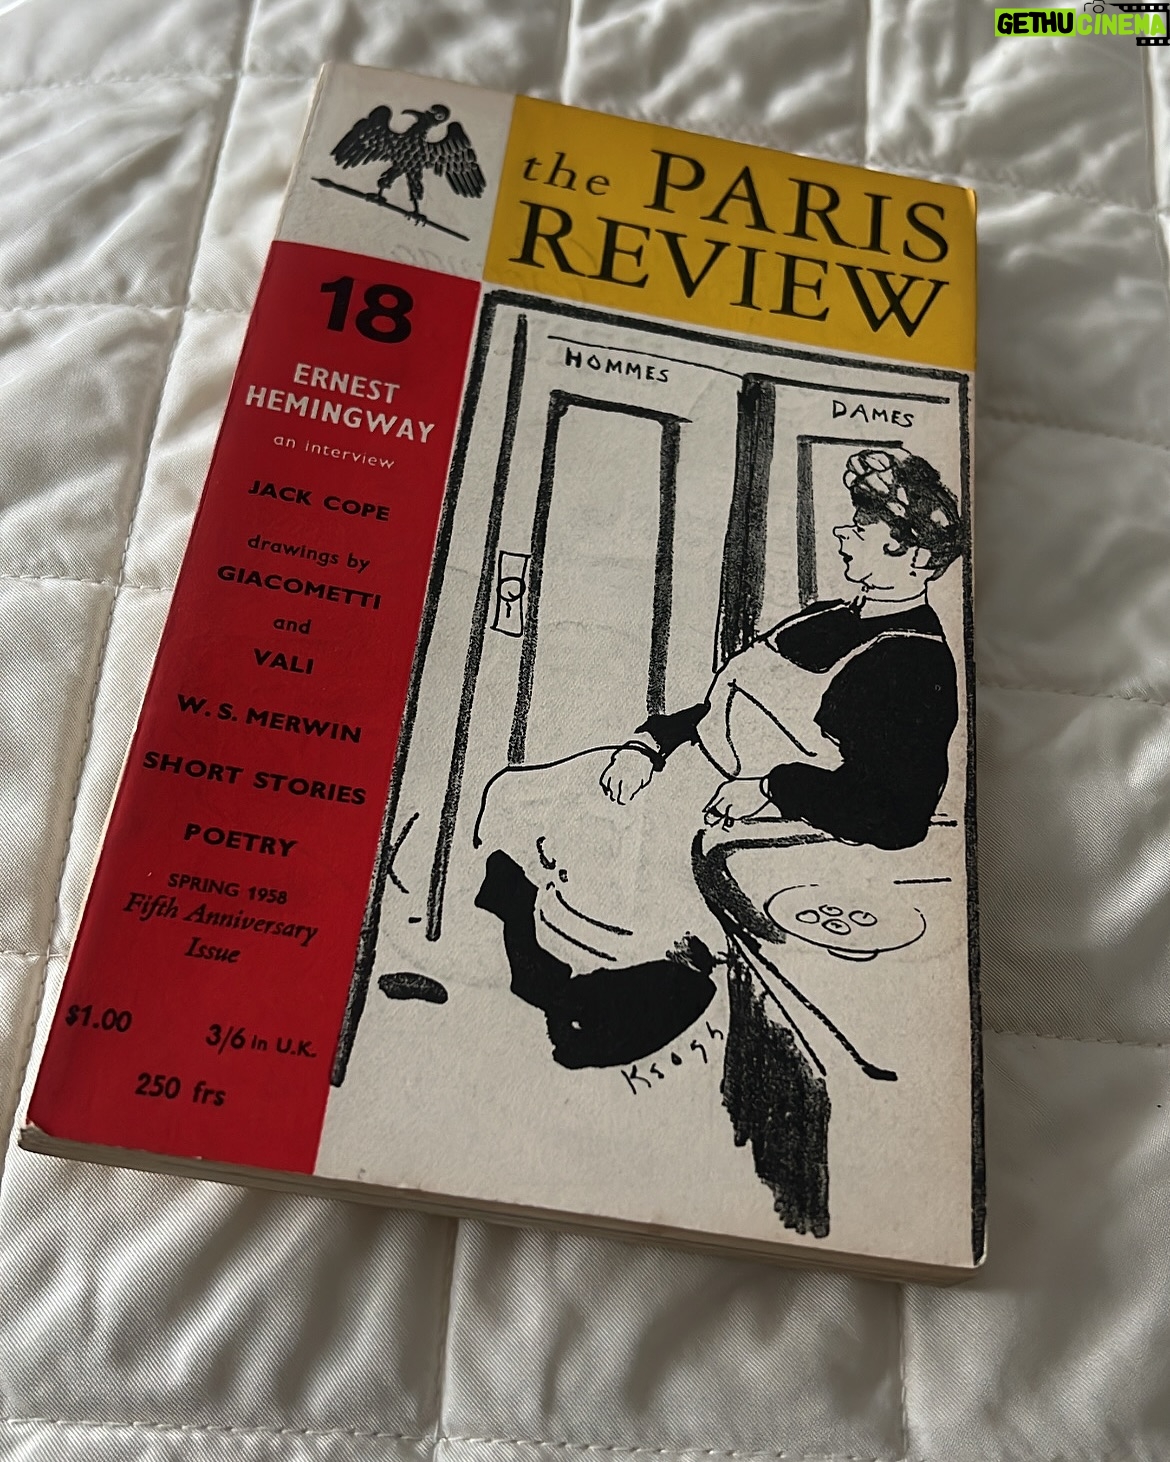 GETHU CINEMA
the PARIS
REVIEW
18
ERNEST
HEMINGWAY
an interview
JACK COPE
drawings by
GIACOMETTI
and
VALI
W. S. MERWIN
SHORT STORIES
POETRY
SPRING 1958
Fifth Anniversary
Issue
$1.00
3/6 in U.K.
250 frs
HOMMES
DAMES
Krogh